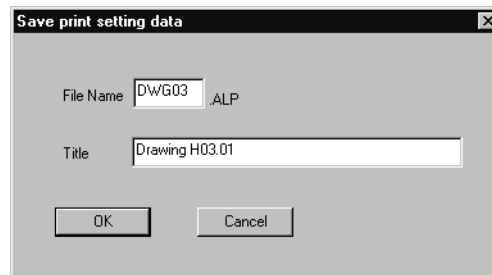 Save print setting data
File Name DWG03 .ALP
Title Drawing H03.01
OK Cancel